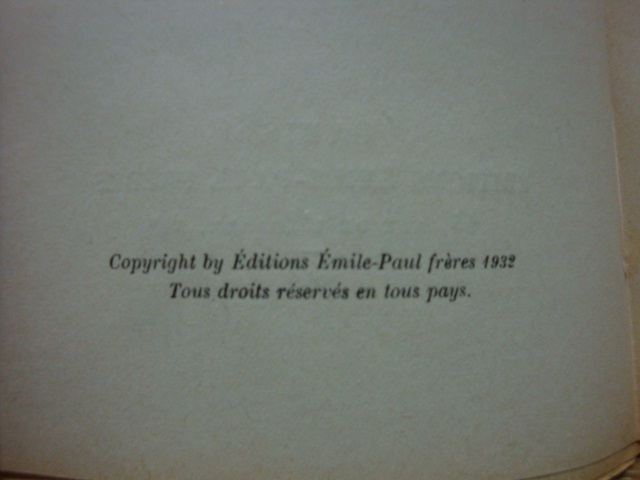 Copyright by Éditions Émile-Paul frères 1932
Tous droits réservés en tous pays.